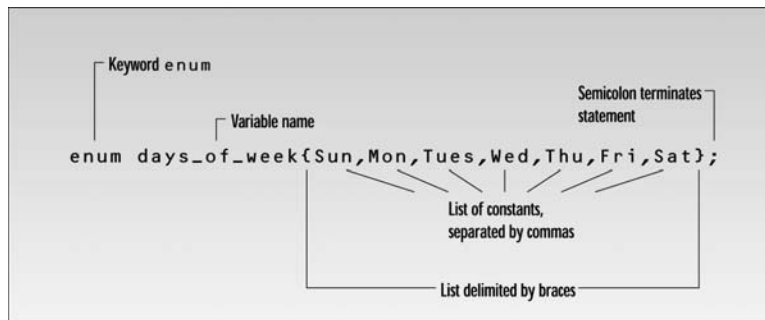 Keyword enum
Semicolon terminates
statement
Variable name
enum days_of_week{Sun,Mon,Tues,Wed,Thu,Fri,Sat};
List of constants,
separated by commas
List delimited by braces